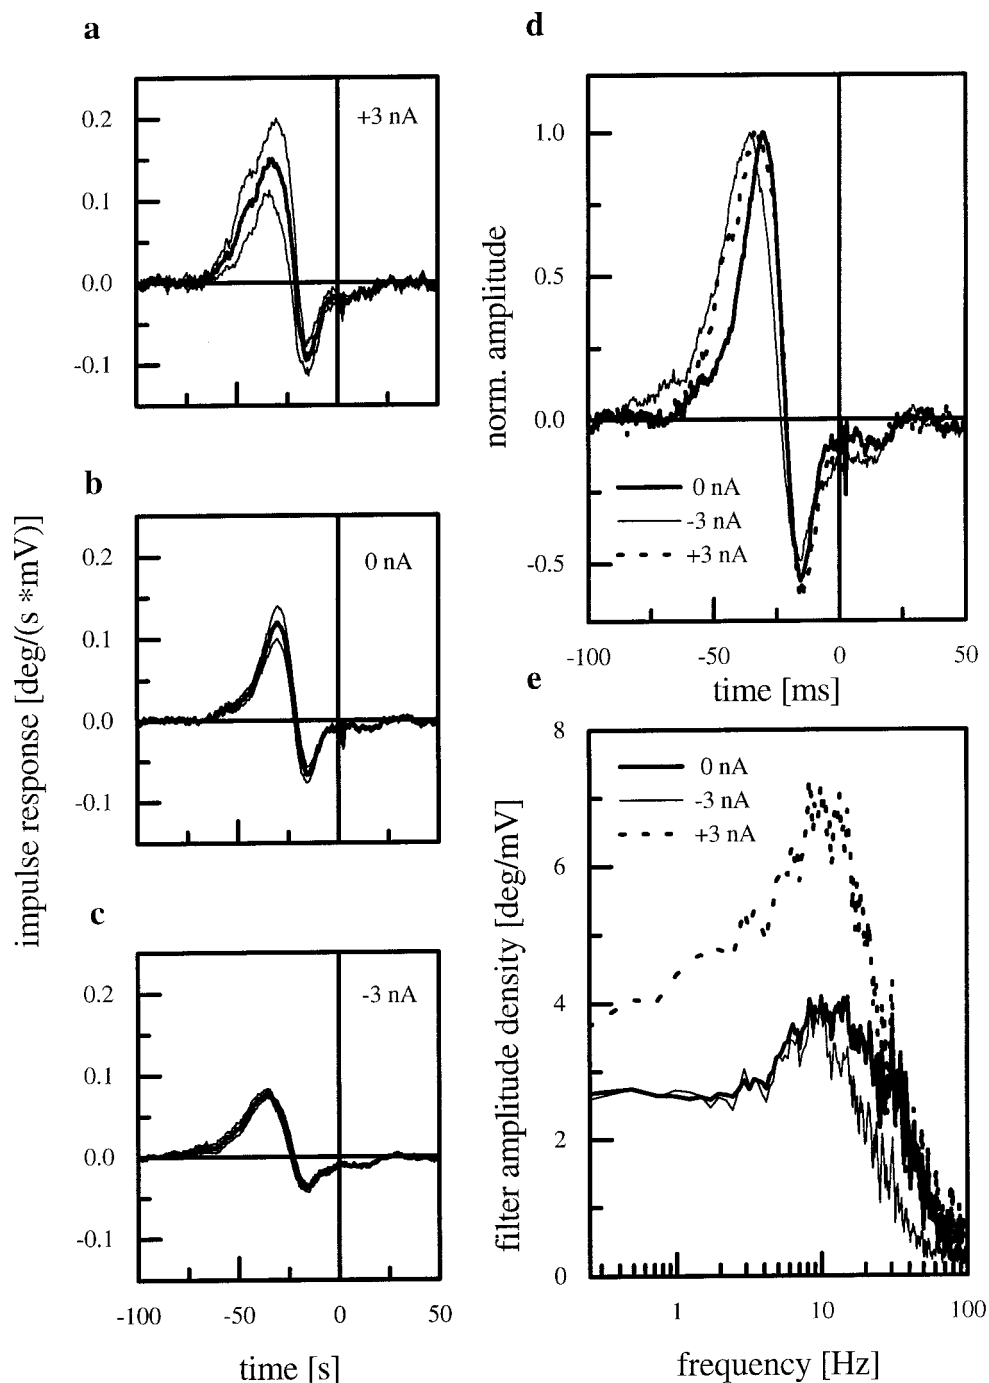 a
+3 nA
0.2
0.1
0.0
-0.1
b
0 nA
0.2
0.1
0.0
-0.1
c
-3 nA
0.2
0.1
0.0
-0.1
-100
-50
0
50
time [s]
impulse response [deg/(s *mV)]
d
1.0
0.5
0.0
-0.5
norm. amplitude
0 nA
-3 nA
+3 nA
-100
-50
0
50
time [ms]
e
8
6
4
2
0
filter amplitude density [deg/mV]
0 nA
-3 nA
+3 nA
1
10
100
frequency [Hz]